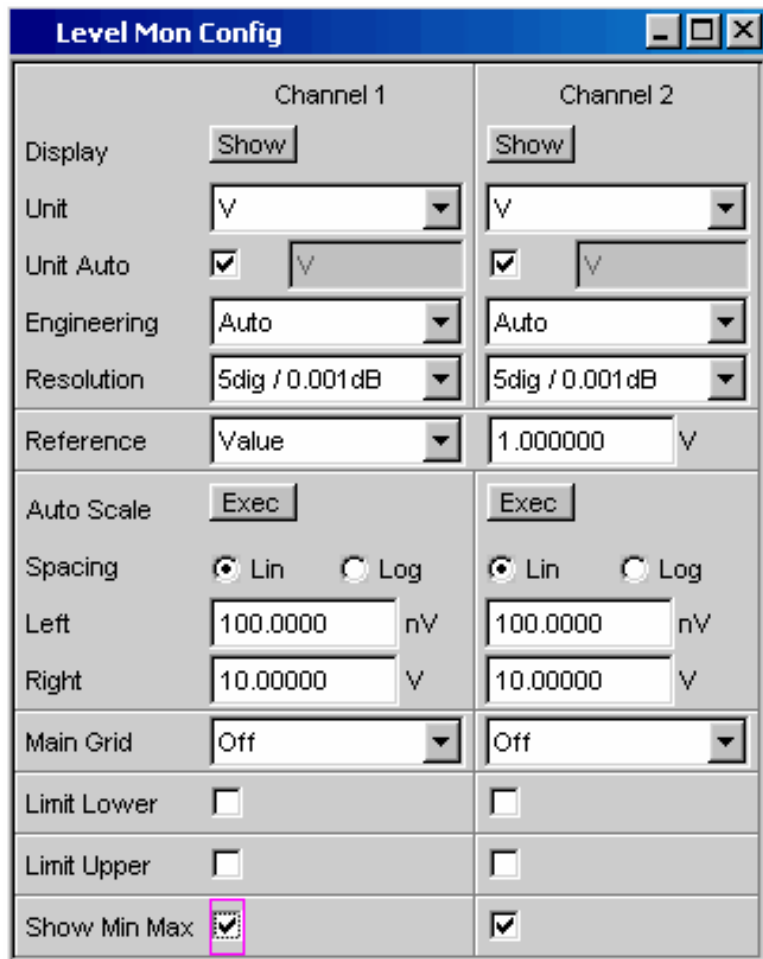 Level Mon Config
Channel 1 Channel 2
Display Show Show
Unit V V
Unit Auto V V
Engineering Auto Auto
Resolution 5dig / 0.001dB 5dig / 0.001dB
Reference Value 1.000000 V
Auto Scale Exec Exec
Spacing Lin Log Lin Log
Left 100.0000 nV 100.0000 nV
Right 10.00000 V 10.00000 V
Main Grid Off Off
Limit Lower
Limit Upper
Show Min Max